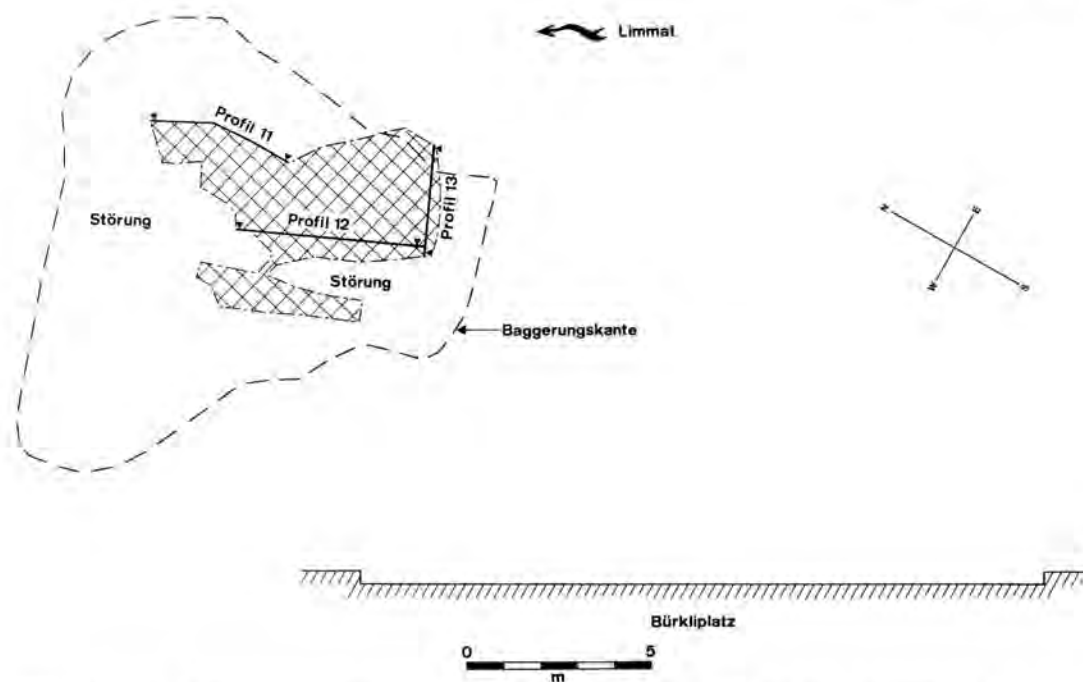 Limmat
Profil 11
Profil 13
N
E
Störung
Profil 12
Störung
W
S
Baggerungskante
Bürkliplatz
0
5
m